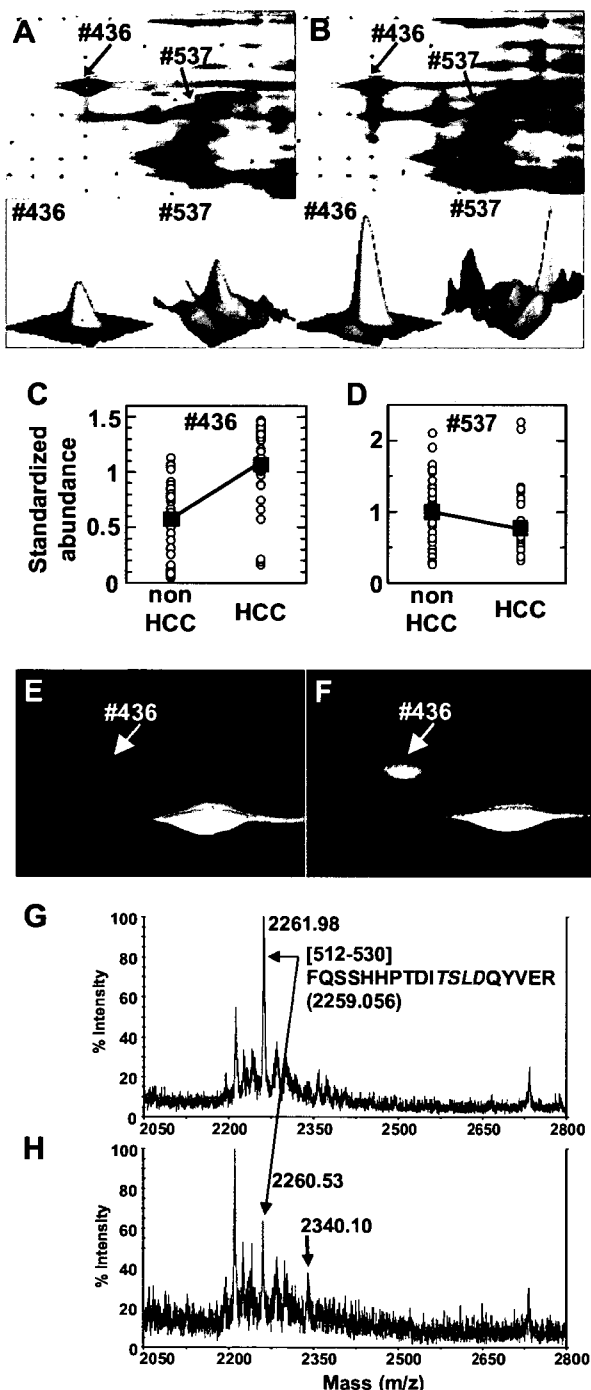 A
#436
#537
B
#436
#537
#436
#537
#436
#537
C
#436
Standardized abundance
1.5
1
0.5
0
non HCC
HCC
D
#537
2
1
0
non HCC
HCC
E
#436
F
#436
G
% Intensity
100
80
60
40
20
0
2261.98
[512-530]
FQSSHHPTDITSLDQYVER
(2259.056)
2050
2200
2350
2500
2650
2800
H
% Intensity
100
80
60
40
20
0
2260.53
2340.10
2050
2200
2350
2500
2650
2800
Mass (m/z)